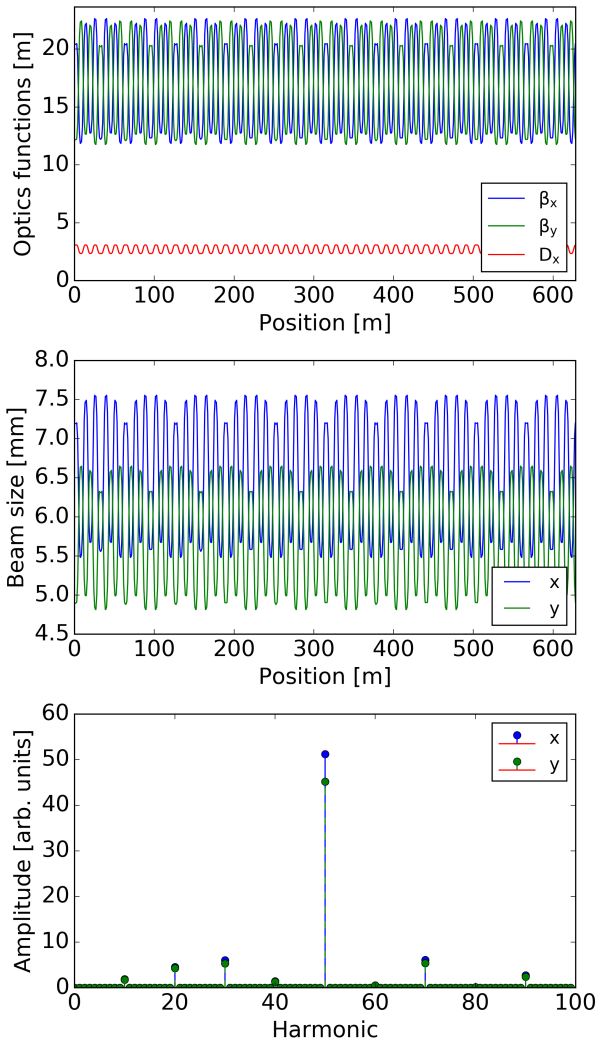 Optics functions [m]
20
15
10
5
0
βx
βy
Dx
0 100 200 300 400 500 600
Position [m]
Beam size [mm]
8.0
7.5
7.0
6.5
6.0
5.5
5.0
4.5
x
y
0 100 200 300 400 500 600
Position [m]
Amplitude [arb. units]
60
50
40
30
20
10
0
x
y
0 20 40 60 80 100
Harmonic